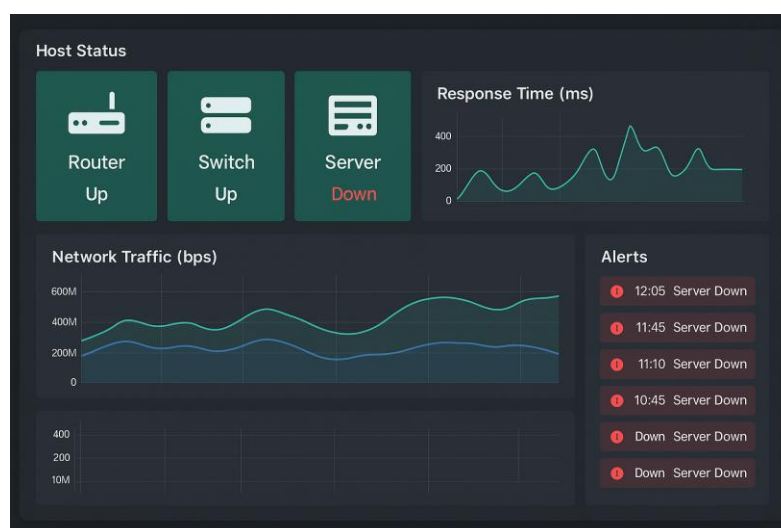 Host Status
Router
Up
Switch
Up
Server
Down
Response Time (ms)
400
200
0
Network Traffic (bps)
600M
400M
200M
0
Alerts
12:05 Server Down
11:45 Server Down
11:10 Server Down
10:45 Server Down
Down Server Down
Down Server Down
400
200
10M